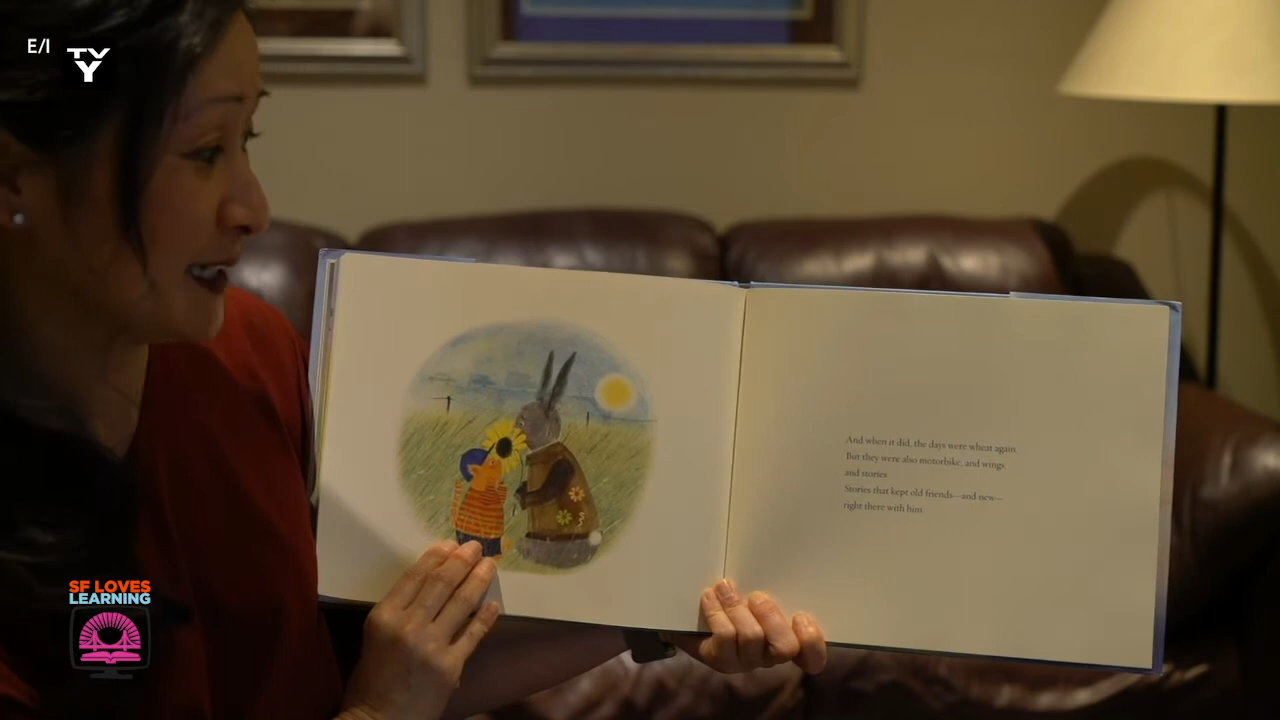 E/I
TV
Y
And when it did, the days were wheat again.
But they were also motorbike, and wings,
and stories.
Stories that kept old friends—and new—
right there with him.
SF LOVES
LEARNING